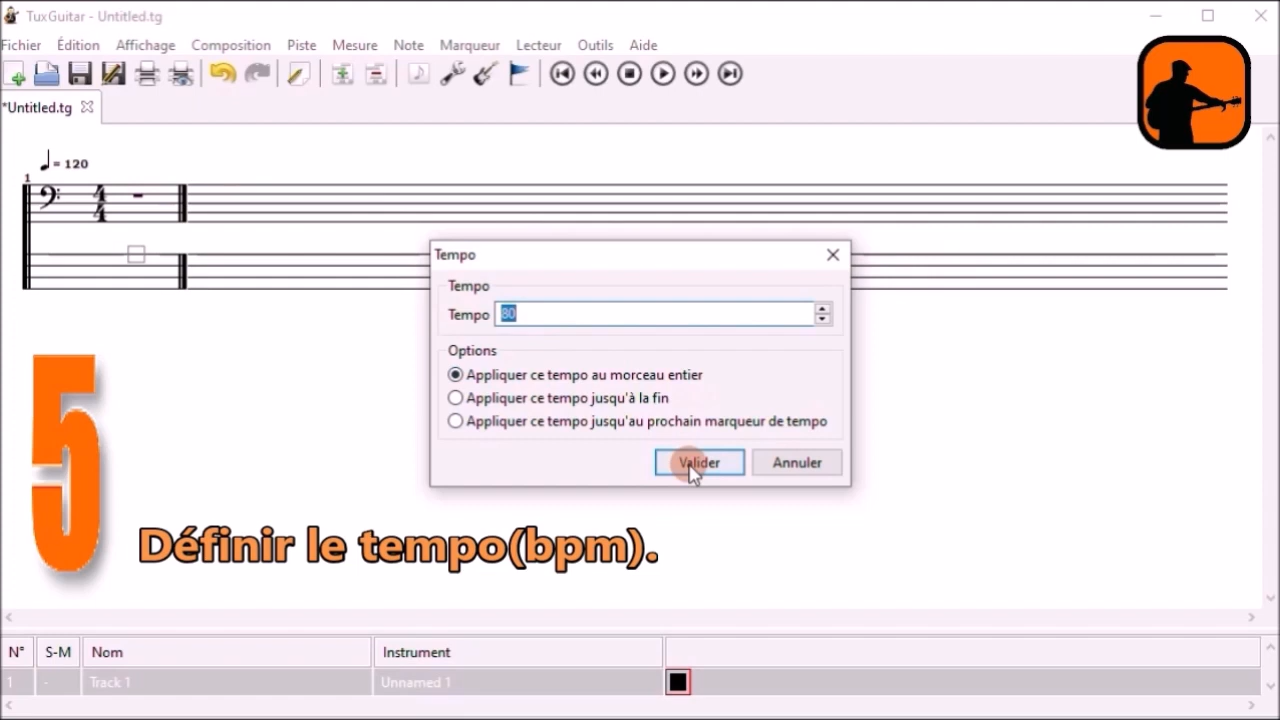 TuxGuitar - Untitled.tg
Fichier Édition Affichage Composition Piste Mesure Note Marqueur Lecteur Outils Aide
*Untitled.tg
= 120
1
4
4
Tempo
Tempo
Tempo 80
Options
Appliquer ce tempo au morceau entier
Appliquer ce tempo jusqu'à la fin
Appliquer ce tempo jusqu'au prochain marqueur de tempo
Valider Annuler
5
Définir le tempo(bpm).
N° S-M Nom Instrument
1 - Track 1 Unnamed 1